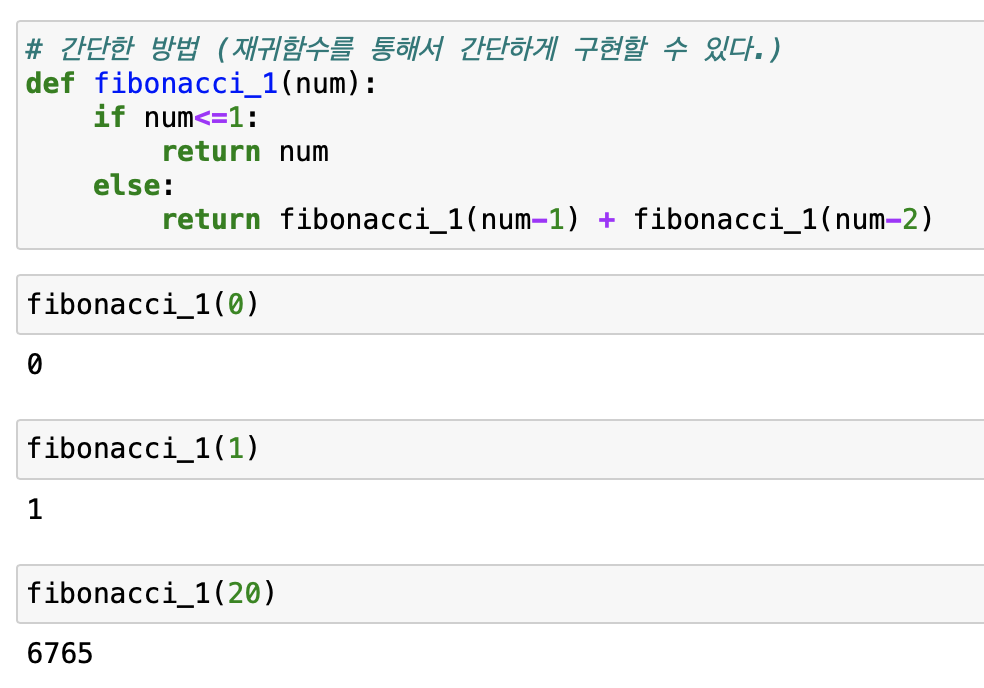 # 간단한 방법 (재귀함수를 통해서 간단하게 구현할 수 있다.)
def fibonacci_1(num):
    if num<=1:
        return num
    else:
        return fibonacci_1(num-1) + fibonacci_1(num-2)
fibonacci_1(0)
0
fibonacci_1(1)
1
fibonacci_1(20)
6765